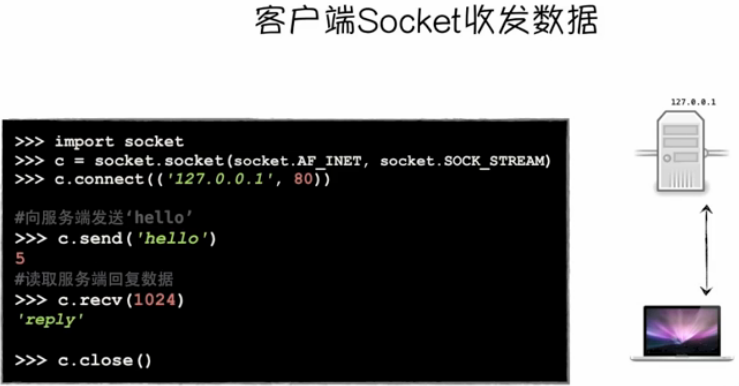 客户端Socket收发数据
127.0.0.1
>>> import socket
>>> c = socket.socket(socket.AF_INET, socket.SOCK_STREAM)
>>> c.connect(('127.0.0.1', 80))
#向服务端发送‘hello’
>>> c.send('hello')
5
#读取服务端回复数据
>>> c.recv(1024)
'reply'
>>> c.close()